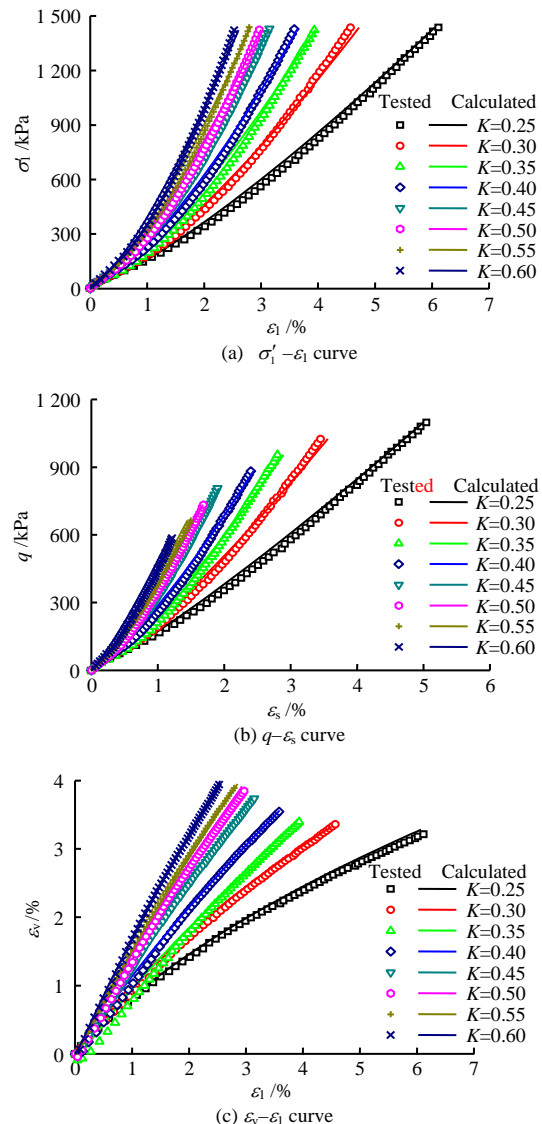 1 500
1 200
900
600
300
0
σ′₁ /kPa
Tested Calculated
K=0.25
K=0.30
K=0.35
K=0.40
K=0.45
K=0.50
K=0.55
K=0.60
0 1 2 3 4 5 6 7
ε₁ /%
(a) σ′₁ –ε₁ curve
1 200
900
600
300
0
q /kPa
Tested Calculated
K=0.25
K=0.30
K=0.35
K=0.40
K=0.45
K=0.50
K=0.55
K=0.60
0 1 2 3 4 5 6
εₛ /%
(b) q–εₛ curve
4
3
2
1
0
εᵥ /%
Tested Calculated
K=0.25
K=0.30
K=0.35
K=0.40
K=0.45
K=0.50
K=0.55
K=0.60
0 1 2 3 4 5 6 7
ε₁ /%
(c) εᵥ–ε₁ curve